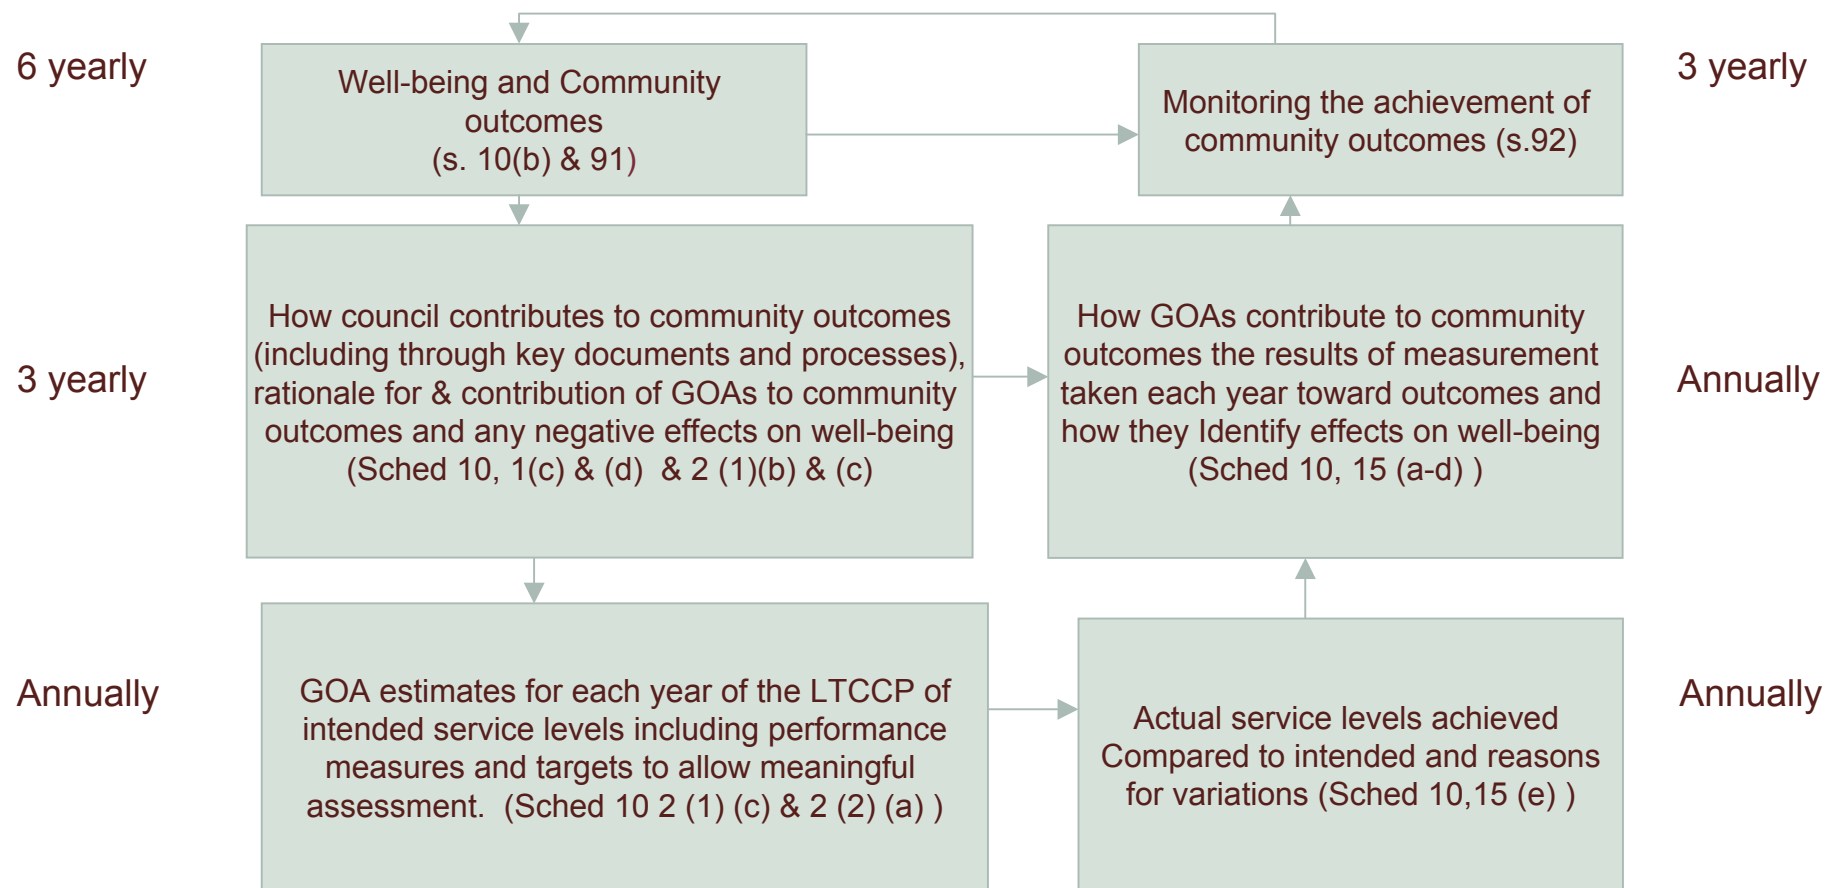 6 yearly
Well-being and Community
outcomes
(s. 10(b) & 91)
Monitoring the achievement of
community outcomes (s.92)
3 yearly
3 yearly
How council contributes to community outcomes
(including through key documents and processes),
rationale for & contribution of GOAs to community
outcomes and any negative effects on well-being
(Sched 10, 1(c) & (d) & 2 (1)(b) & (c)
How GOAs contribute to community
outcomes the results of measurement
taken each year toward outcomes and
how they Identify effects on well-being
(Sched 10, 15 (a-d) )
Annually
Annually
GOA estimates for each year of the LTCCP of
intended service levels including performance
measures and targets to allow meaningful
assessment. (Sched 10 2 (1) (c) & 2 (2) (a) )
Actual service levels achieved
Compared to intended and reasons
for variations (Sched 10,15 (e) )
Annually